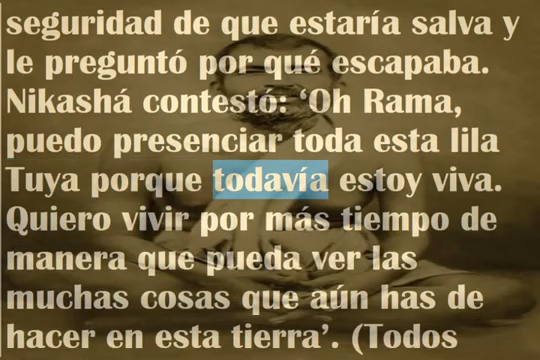 seguridad de que estaría salva y
le preguntó por qué escapaba.
Nikashá contestó: ‘Oh Rama,
puedo presenciar toda esta lila
Tuya porque todavía estoy viva.
Quiero vivir por más tiempo de
manera que pueda ver las
muchas cosas que aún has de
hacer en esta tierra’. (Todos